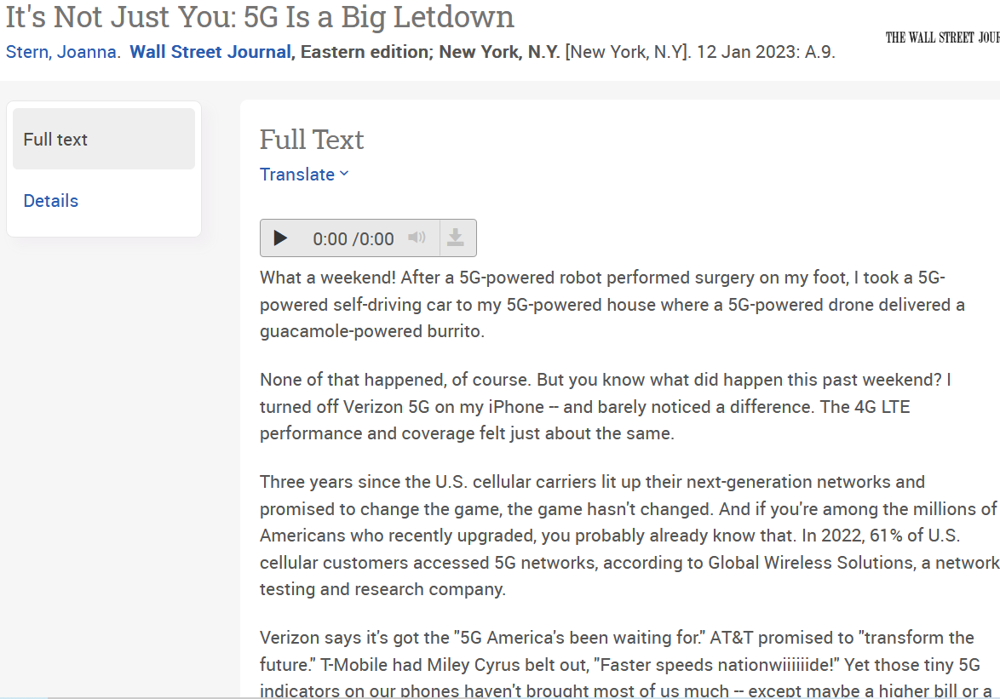 It's Not Just You: 5G Is a Big Letdown
Stern, Joanna. Wall Street Journal, Eastern edition; New York, N.Y. [New York, N.Y]. 12 Jan 2023: A.9.
THE WALL STREET
Full text
Details
Full Text
Translate
0:00 /0:00
What a weekend! After a 5G-powered robot performed surgery on my foot, I took a 5G-
powered self-driving car to my 5G-powered house where a 5G-powered drone delivered a
guacamole-powered burrito.
None of that happened, of course. But you know what did happen this past weekend? I
turned off Verizon 5G on my iPhone -- and barely noticed a difference. The 4G LTE
performance and coverage felt just about the same.
Three years since the U.S. cellular carriers lit up their next-generation networks and
promised to change the game, the game hasn't changed. And if you're among the millions of
Americans who recently upgraded, you probably already know that. In 2022, 61% of U.S.
cellular customers accessed 5G networks, according to Global Wireless Solutions, a network
testing and research company.
Verizon says it's got the "5G America's been waiting for." AT&T promised to "transform the
future." T-Mobile had Miley Cyrus belt out, "Faster speeds nationwiiiiiide!" Yet those tiny 5G
indicators on our phones haven't brought most of us much -- except maybe a higher bill or a